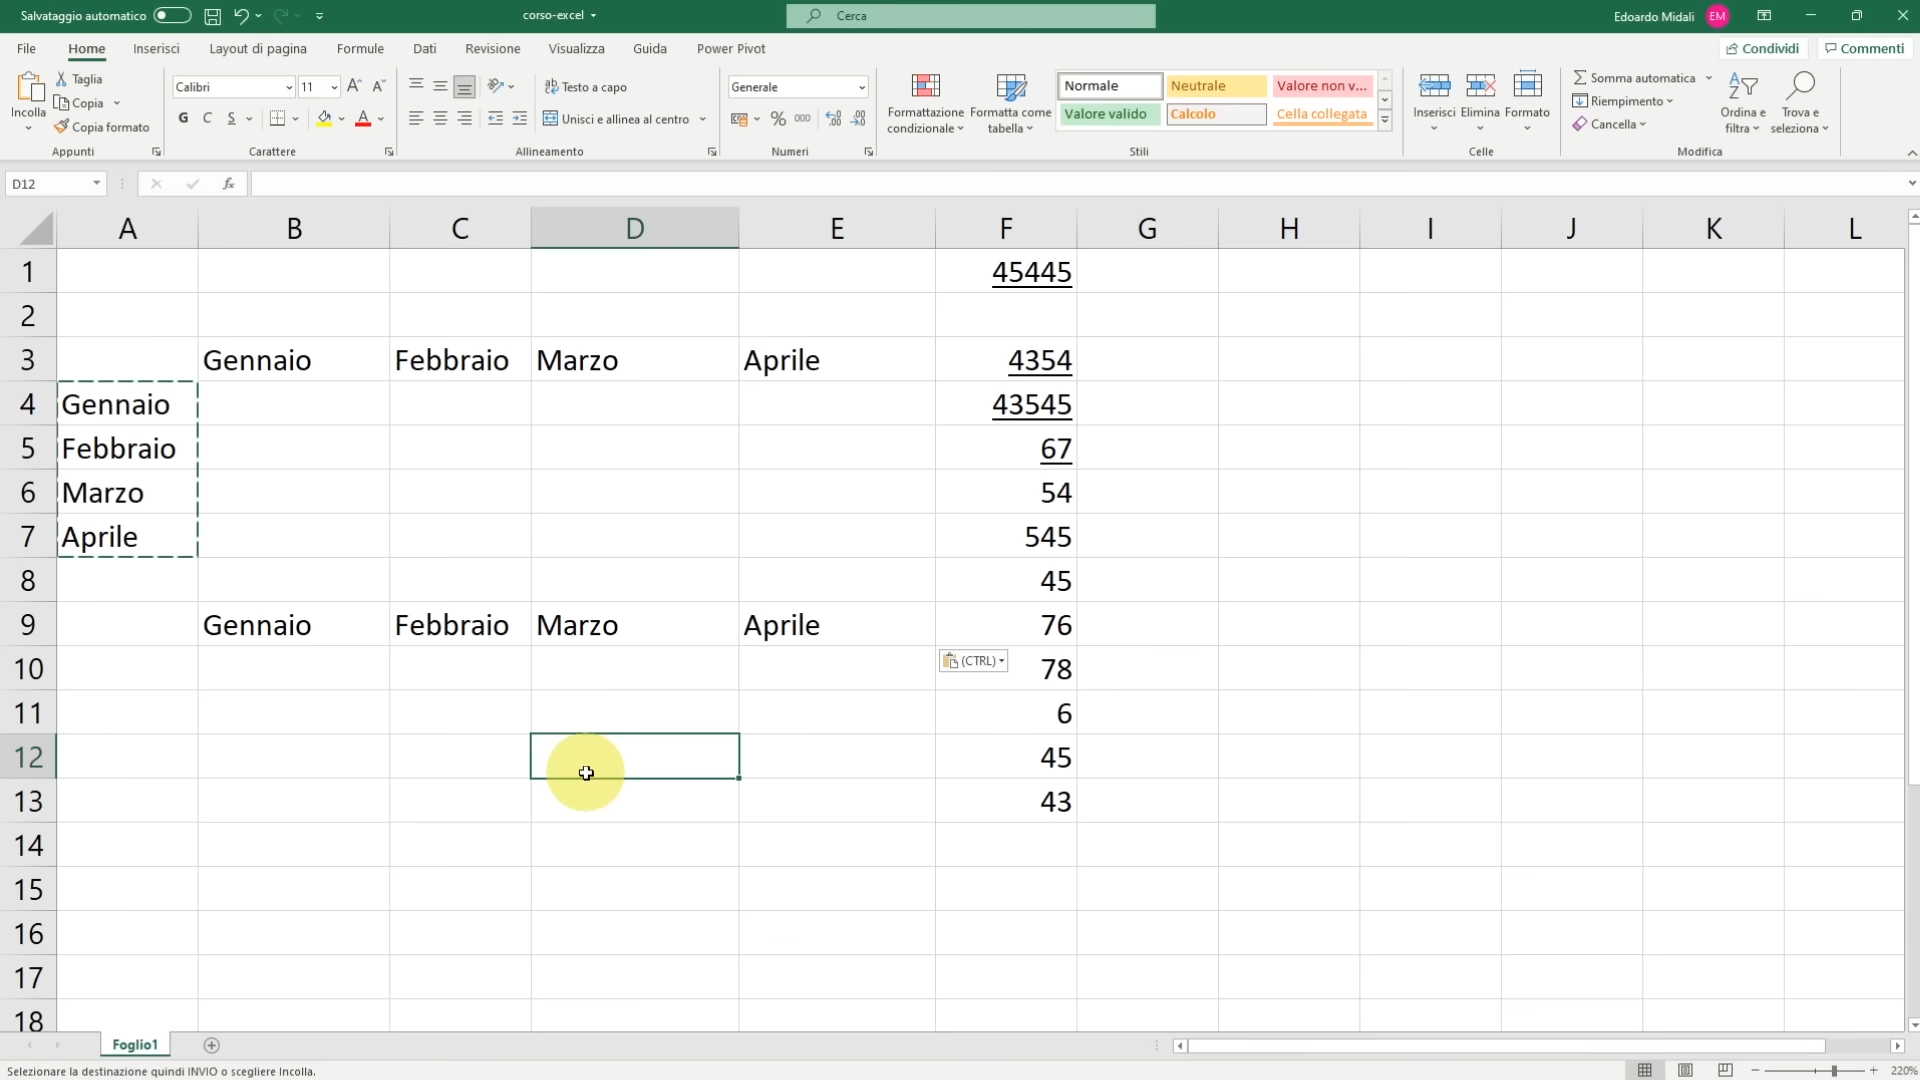 Salvataggio automatico
corso-excel
Cerca
Edoardo Midali
EM
File
Home
Inserisci
Layout di pagina
Formule
Dati
Revisione
Visualizza
Guida
Power Pivot
Condividi
Commenti
Incolla
Taglia
Copia
Copia formato
Appunti
Calibri
11
G C S
Carattere
Testo a capo
Unisci e allinea al centro
Allineamento
Generale
% 000
Numeri
Formattazione condizionale
Formatta come tabella
Normale
Neutrale
Valore non v...
Valore valido
Calcolo
Cella collegata
Stili
Inserisci
Elimina
Formato
Celle
Somma automatica
Riempimento
Cancella
Ordina e filtra
Trova e seleziona
Modifica
D12
fx
A B C D E F G H I J K L
1 45445
2
3 Gennaio Febbraio Marzo Aprile 4354
4 Gennaio 43545
5 Febbraio 67
6 Marzo 54
7 Aprile 545
8 45
9 Gennaio Febbraio Marzo Aprile 76
10 (CTRL) 78
11 6
12 45
13 43
14
15
16
17
18
Foglio1
Selezionare la destinazione quindi INVIO o scegliere Incolla.
220%